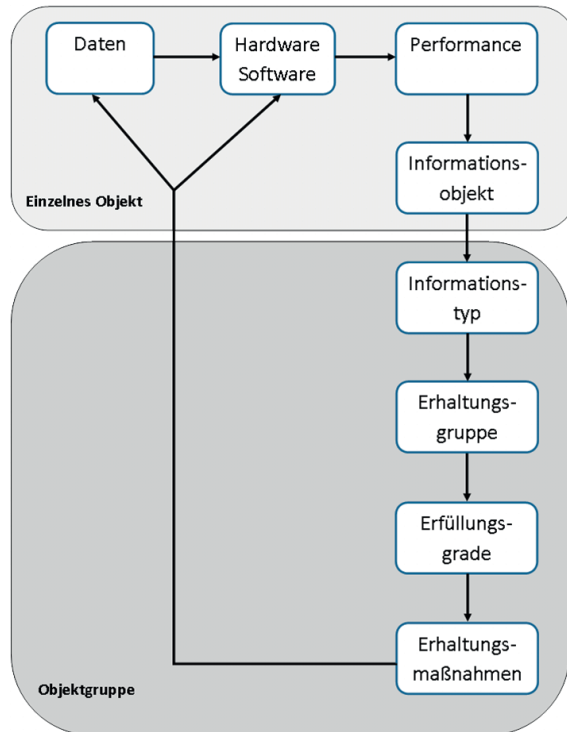 Daten
Hardware
Software
Performance
Informations-
objekt
Einzelnes Objekt
Informations-
typ
Erhaltungs-
gruppe
Erfüllungs-
grade
Erhaltungs-
maßnahmen
Objektgruppe